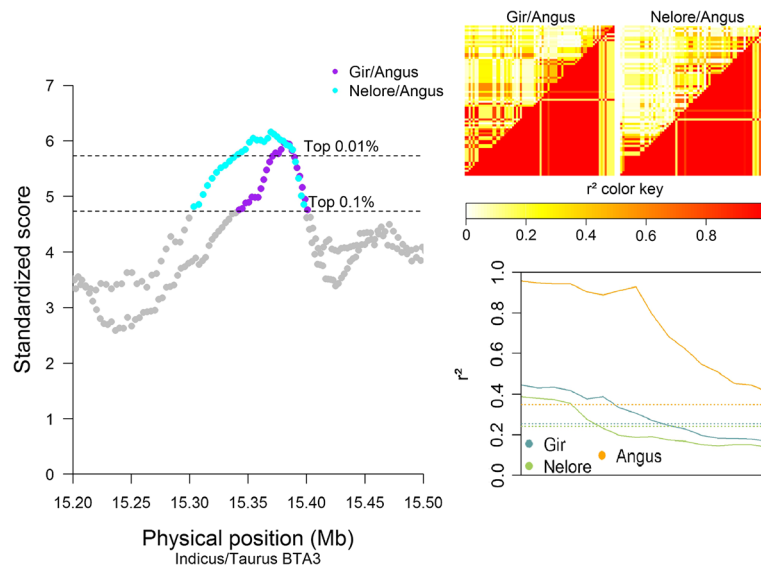 Gir/Angus
Nelore/Angus
7
6
5
4
3
2
1
0
Top 0.01%
Top 0.1%
Standardized score
15.20
15.25
15.30
15.35
15.40
15.45
15.50
Physical position (Mb)
Indicus/Taurus BTA3
Gir/Angus
Nelore/Angus
r² color key
0
0.2
0.4
0.6
0.8
1.0
0.8
0.6
0.4
0.2
0.0
r²
Gir
Nelore
Angus